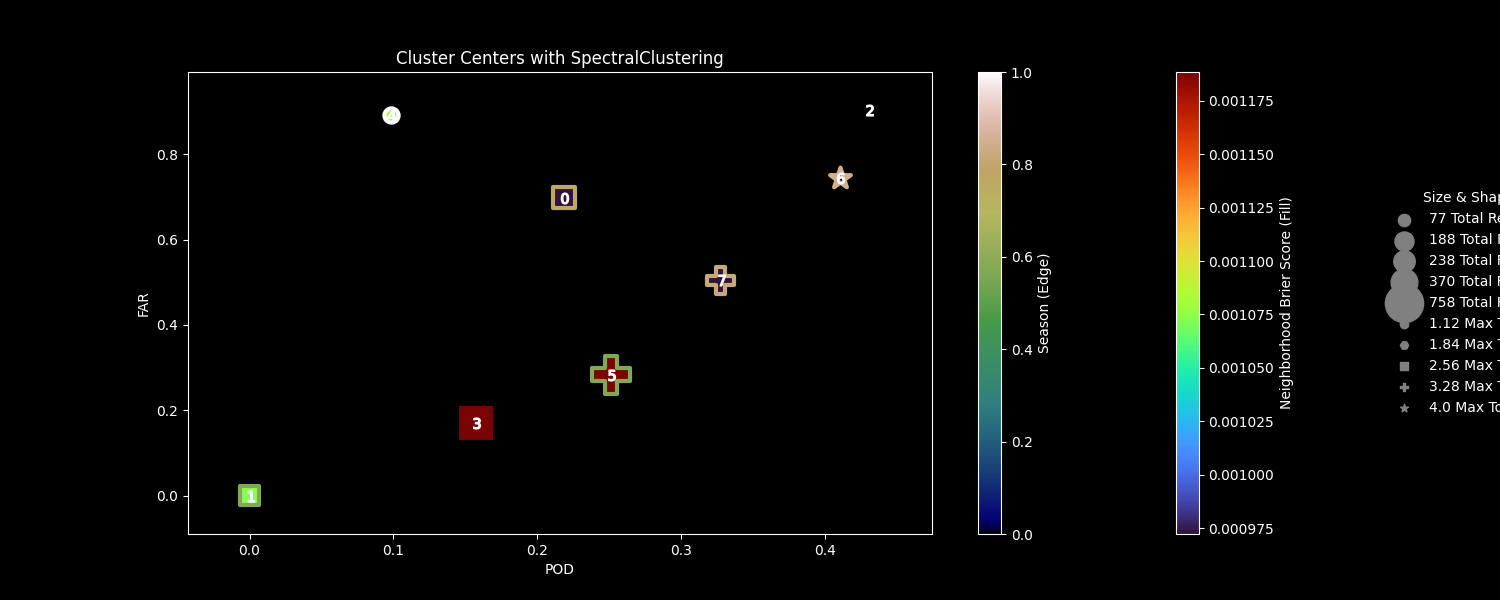 Cluster Centers with SpectralClustering
FAR
0.8
0.6
0.4
0.2
0.0
0.0 0.1 0.2 0.3 0.4
POD
2
6
0
7
5
3
1
1.0
0.8
0.6
0.4
0.2
0.0
Season (Edge)
0.001175
0.001150
0.001125
0.001100
0.001075
0.001050
0.001025
0.001000
0.000975
Neighborhood Brier Score (Fill)
Size &
77 Total
188 Total
238 Total
370 Total
758 Total
1.12 Max
1.84 Max
2.56 Max
3.28 Max
4.0 Max